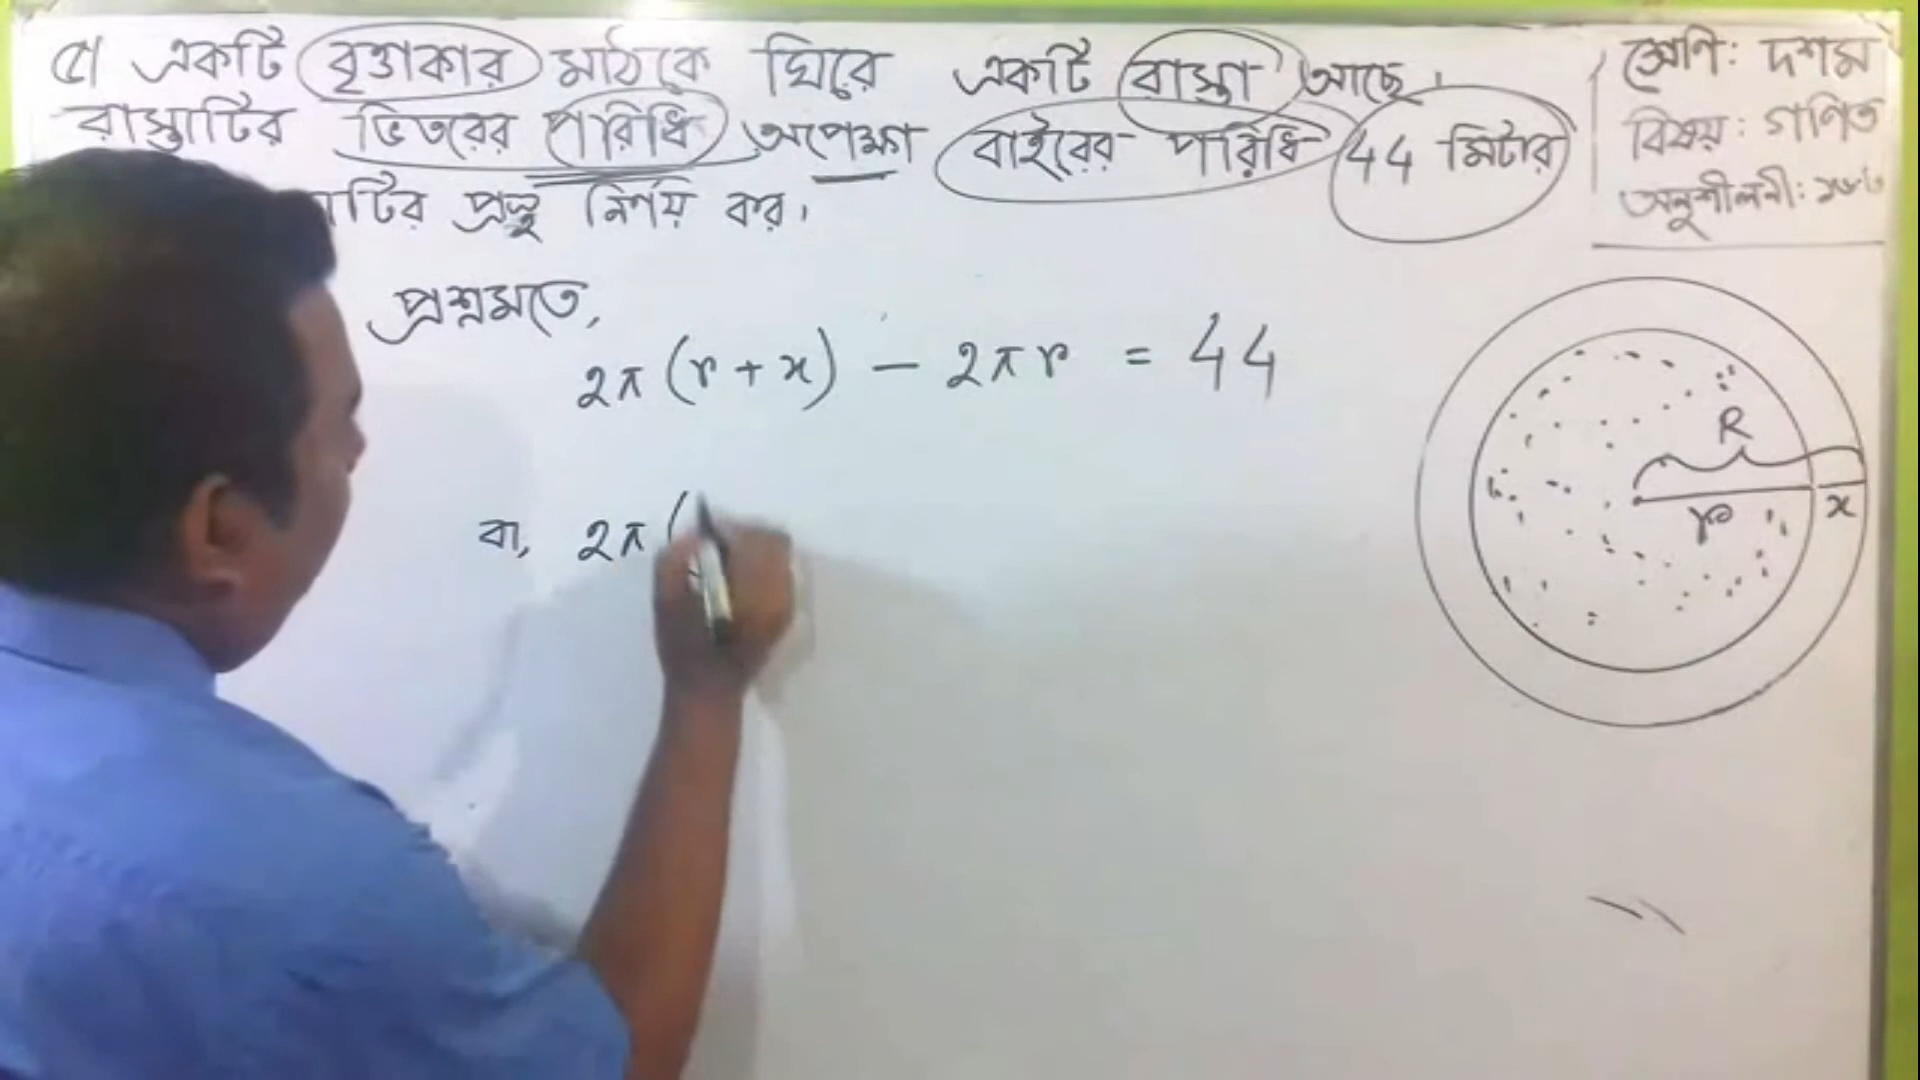 ৫। একটি বৃত্তাকার মাঠকে ঘিরে একটি রাস্তা আছে।
রাস্তাটির ভিতরের পরিধি অপেক্ষা বাইরের পরিধি 44 মিটার
টির প্রস্থ নির্ণয় কর।
শ্রেণি: দশম
বিষয়: গণিত
অনুশীলনী:
প্রশ্নমতে,
2π (r + x) - 2πr = 44
বা, 2π (
R
r
x